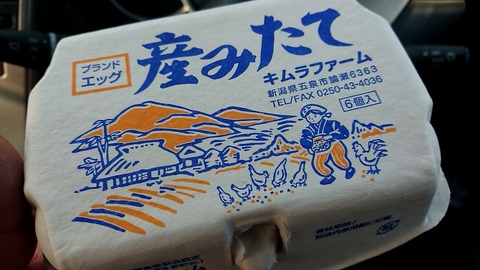 ブランド
エッグ
産みたて
キムラファーム
新潟県五泉市論瀬6363
TEL/FAX 0250-43-4036
6個入